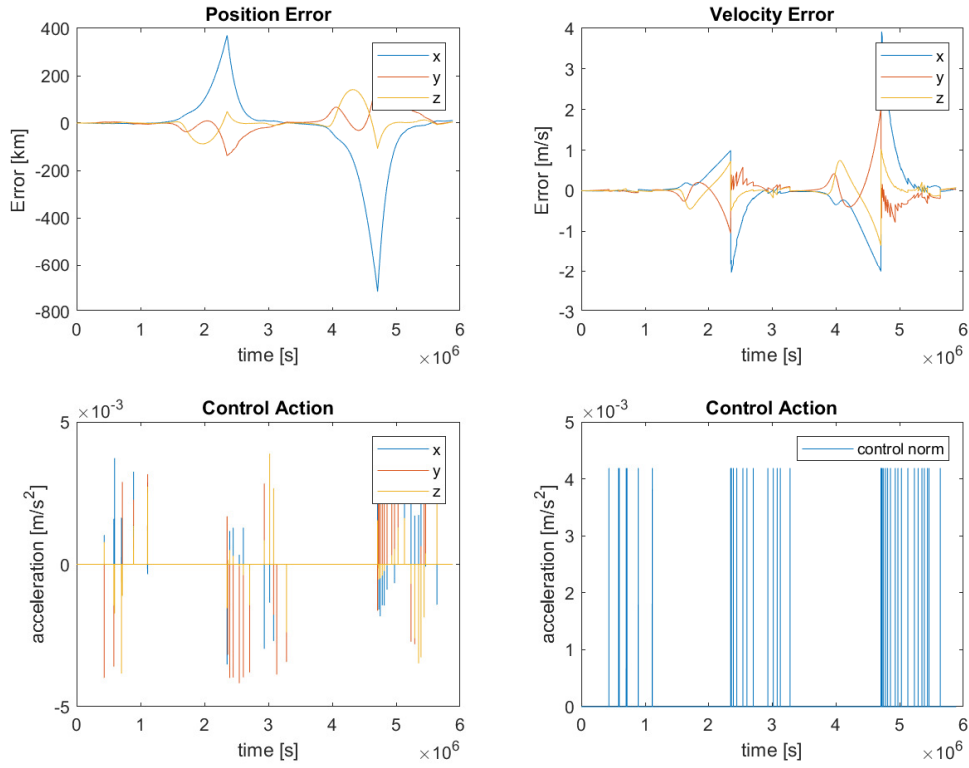 Position Error
Error [km]
400
200
0
-200
-400
-600
-800
x
y
z
0 1 2 3 4 5 6
time [s]
×10^6
Velocity Error
Error [m/s]
4
3
2
1
0
-1
-2
-3
x
y
z
0 1 2 3 4 5 6
time [s]
×10^6
Control Action
×10^-3
acceleration [m/s^2]
5
0
-5
x
y
z
0 1 2 3 4 5 6
time [s]
×10^6
Control Action
×10^-3
acceleration [m/s^2]
5
4
3
2
1
0
control norm
0 1 2 3 4 5 6
time [s]
×10^6